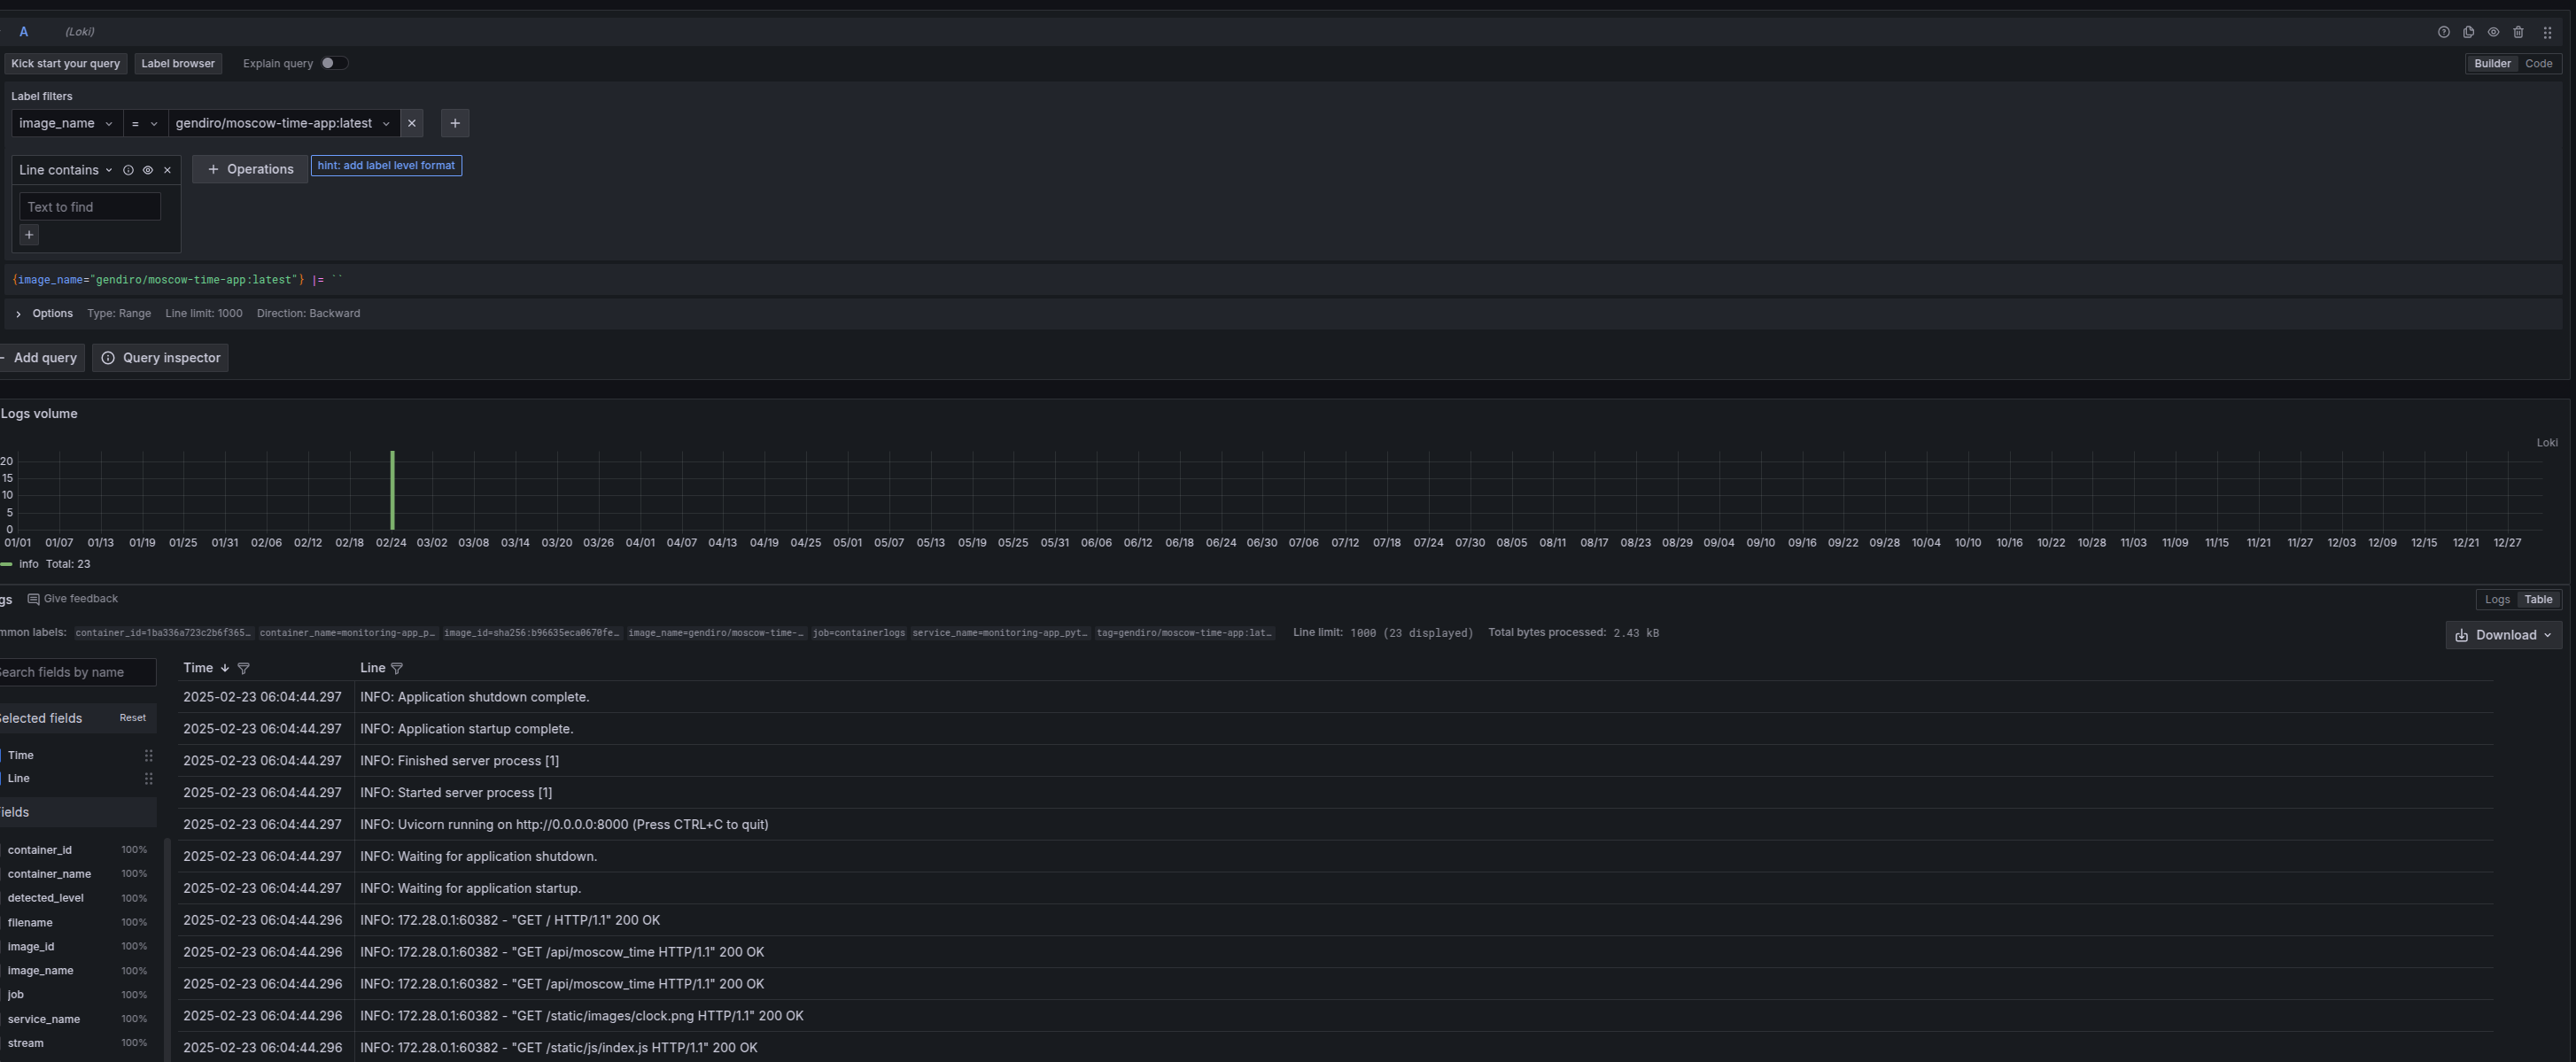 A (Loki)
Kick start your query Label browser Explain query Builder Code
Label filters
image_name = gendiro/moscow-time-app:latest
Line contains + Operations hint: add label level format
Text to find
+
{image_name="gendiro/moscow-time-app:latest"} |= ``
Options Type: Range Line limit: 1000 Direction: Backward
Add query Query inspector
Logs volume
Loki
20
15
10
5
0
01/01 01/07 01/13 01/19 01/25 01/31 02/06 02/12 02/18 02/24 03/02 03/08 03/14 03/20 03/26 04/01 04/07 04/13 04/19 04/25 05/01 05/07 05/13 05/19 05/25 05/31 06/06 06/12 06/18 06/24 06/30 07/06 07/12 07/18 07/24 07/30 08/05 08/11 08/17 08/23 08/29 09/04 09/10 09/16 09/22 09/28 10/04 10/10 10/16 10/22 10/28 11/03 11/09 11/15 11/21 11/27 12/03 12/09 12/15 12/21 12/27
Info Total: 23
gs Give feedback Logs Table
mmon labels: container_id=1ba336a723c2b6f365… container_name=monitoring-app_p… image_id=sha256:b96635eca0670fe… image_name=gendiro/moscow-time-… job=containerlogs service_name=monitoring-app_pyt… tag=gendiro/moscow-time-app:lat… Line limit: 1000 (23 displayed) Total bytes processed: 2.43 kB
Download
Search fields by name
Selected fields Reset
Time
Line
ields
container_id 100%
container_name 100%
detected_level 100%
filename 100%
image_id 100%
image_name 100%
job 100%
service_name 100%
stream 100%
Time Line
2025-02-23 06:04:44.297 INFO: Application shutdown complete.
2025-02-23 06:04:44.297 INFO: Application startup complete.
2025-02-23 06:04:44.297 INFO: Finished server process [1]
2025-02-23 06:04:44.297 INFO: Started server process [1]
2025-02-23 06:04:44.297 INFO: Uvicorn running on http://0.0.0.0:8000 (Press CTRL+C to quit)
2025-02-23 06:04:44.297 INFO: Waiting for application shutdown.
2025-02-23 06:04:44.297 INFO: Waiting for application startup.
2025-02-23 06:04:44.296 INFO: 172.28.0.1:60382 - "GET / HTTP/1.1" 200 OK
2025-02-23 06:04:44.296 INFO: 172.28.0.1:60382 - "GET /api/moscow_time HTTP/1.1" 200 OK
2025-02-23 06:04:44.296 INFO: 172.28.0.1:60382 - "GET /api/moscow_time HTTP/1.1" 200 OK
2025-02-23 06:04:44.296 INFO: 172.28.0.1:60382 - "GET /static/images/clock.png HTTP/1.1" 200 OK
2025-02-23 06:04:44.296 INFO: 172.28.0.1:60382 - "GET /static/js/index.js HTTP/1.1" 200 OK